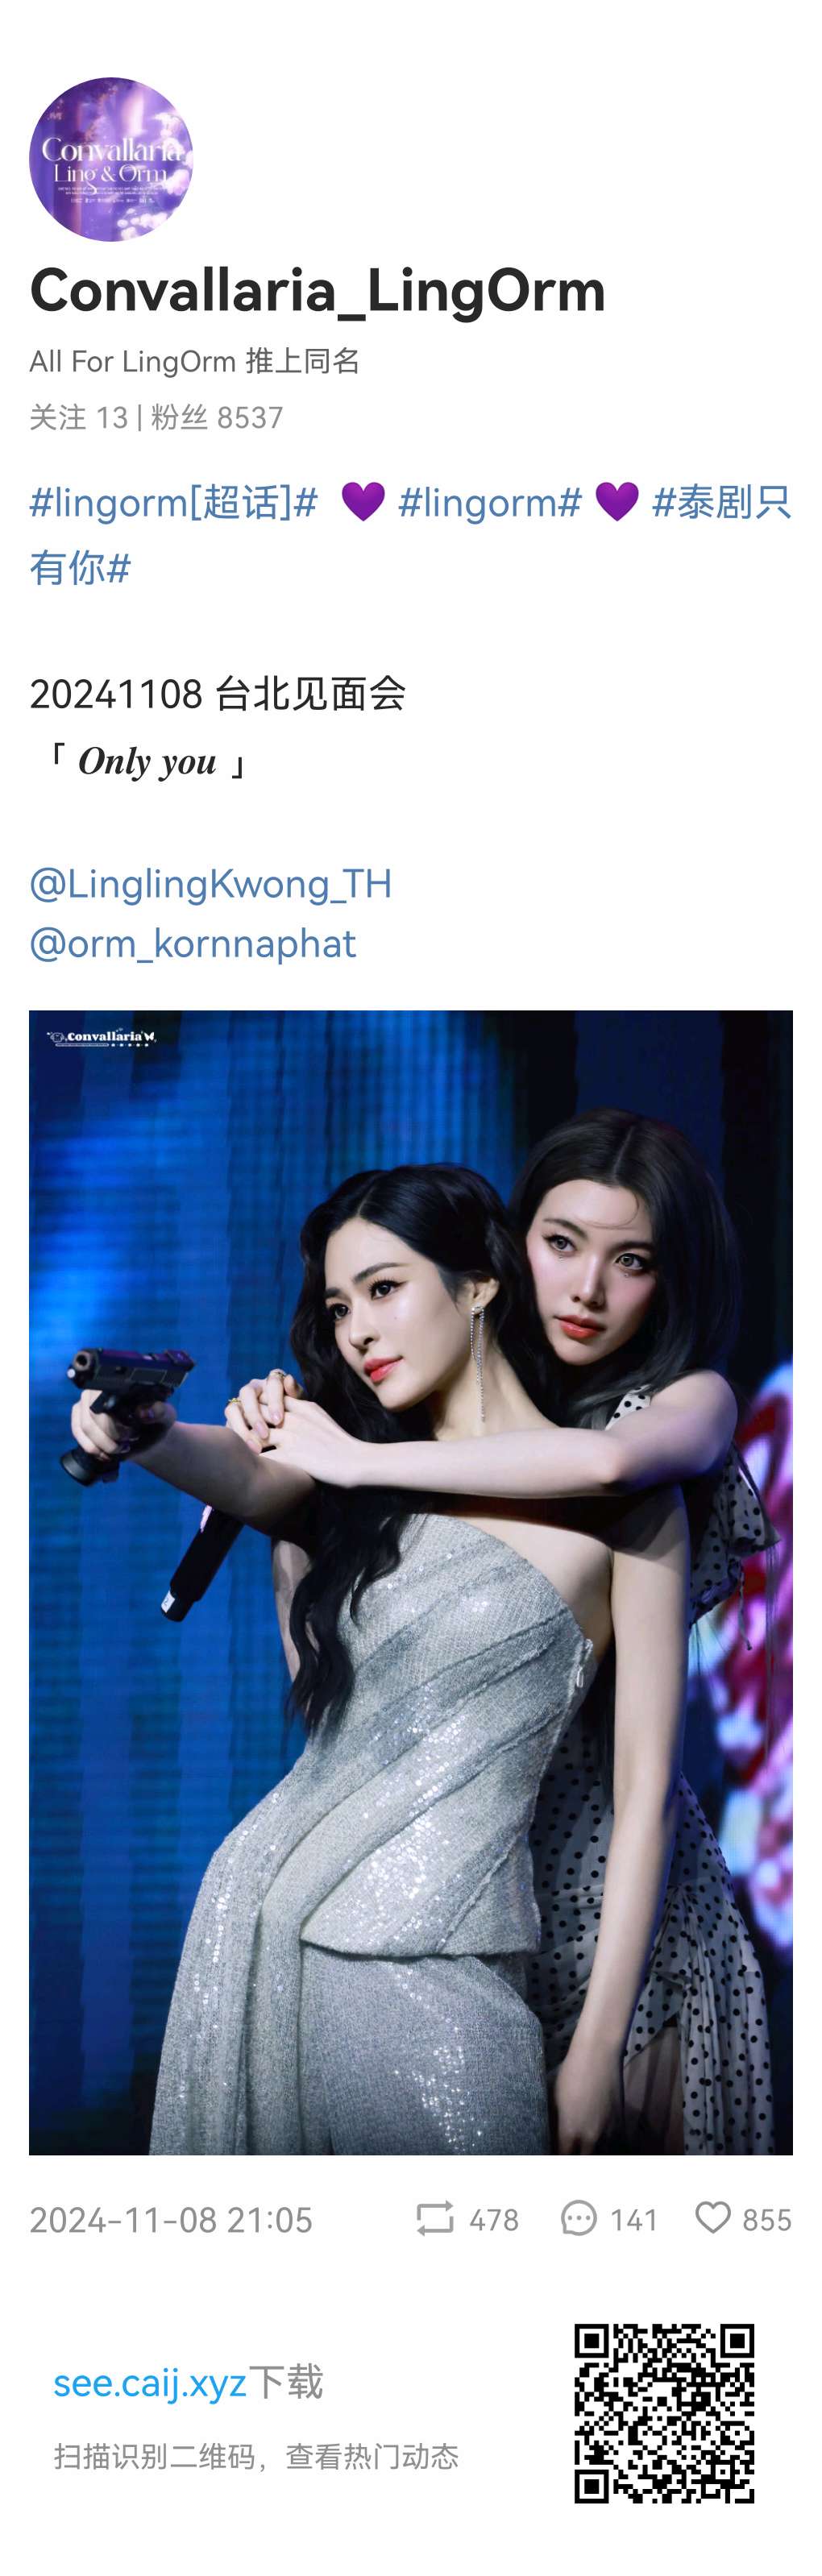 Convallaria
Ling & Orm
Convallaria_LingOrm
All For LingOrm 推上同名
关注 13 | 粉丝 8537
#lingorm[超话]# 💜 #lingorm# 💜 #泰剧只
有你#
20241108 台北见面会
「 Only you 」
@LinglingKwong_TH
@orm_kornnaphat
Convallaria
2024-11-08 21:05
478
141
855
see.caij.xyz下载
扫描识别二维码，查看热门动态